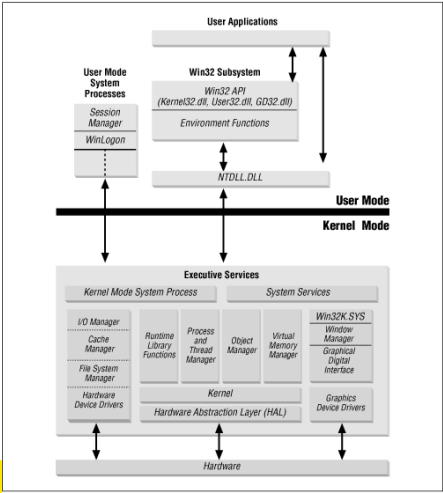 User Applications
User Mode
System
Processes
Session
Manager
WinLogon
Win32 Subsystem
Win32 API
(Kernel32.dll, User32.dll, GD32.dll)
Environment Functions
NTDLL.DLL
User Mode
Kernel Mode
Executive Services
Kernel Mode System Process
System Services
I/O Manager
Cache
Manager
File System
Manager
Hardware
Device Drivers
Runtime
Library
Functions
Process
and
Thread
Manager
Object
Manager
Virtual
Memory
Manager
Win32K.SYS
Window
Manager
Graphical
Digital
Interface
Graphics
Device Drivers
Kernel
Hardware Abstraction Layer (HAL)
Hardware